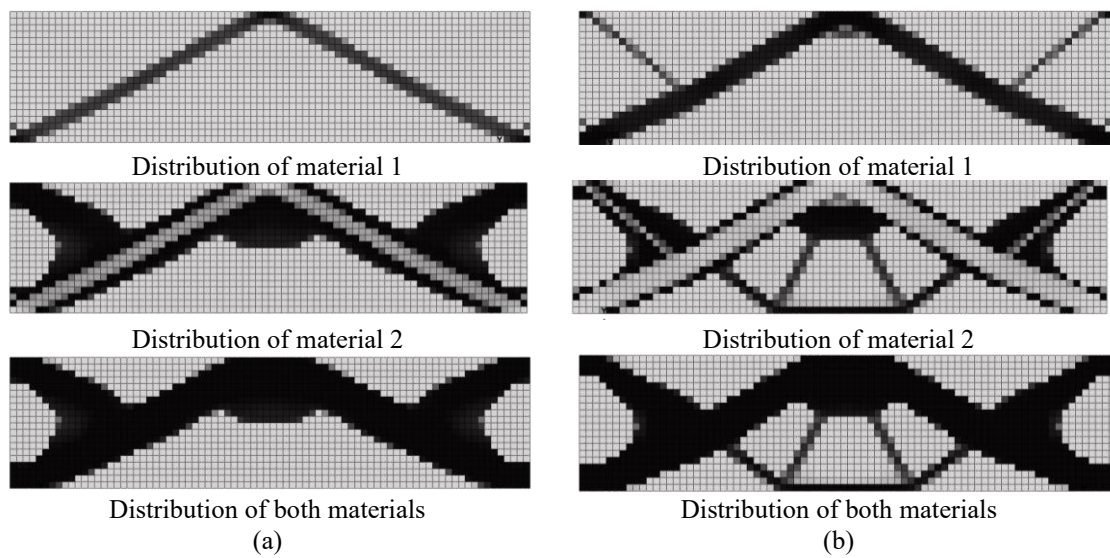 Distribution of material 1
Distribution of material 1
Distribution of material 2
Distribution of material 2
Distribution of both materials
Distribution of both materials
(a)
(b)